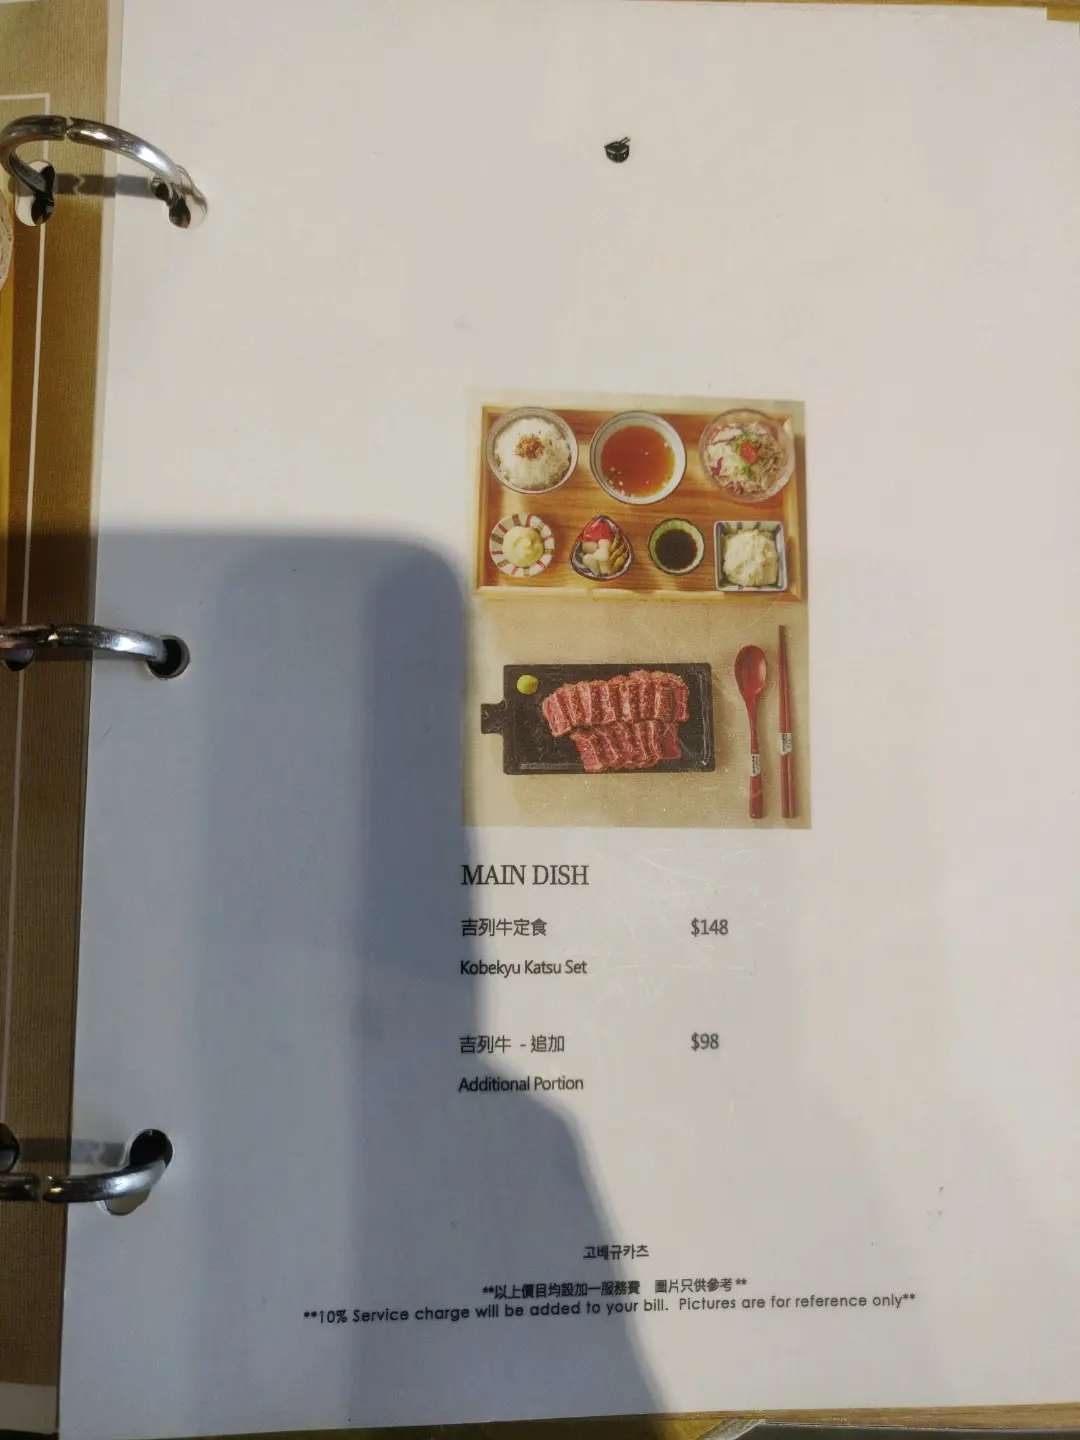 MAIN DISH
吉列牛定食 $148
Kobekyu Katsu Set
吉列牛 - 追加 $98
Additional Portion
고베규카츠
**以上價目均設加一服務費 圖片只供參考**
**10% Service charge will be added to your bill. Pictures are for reference only**